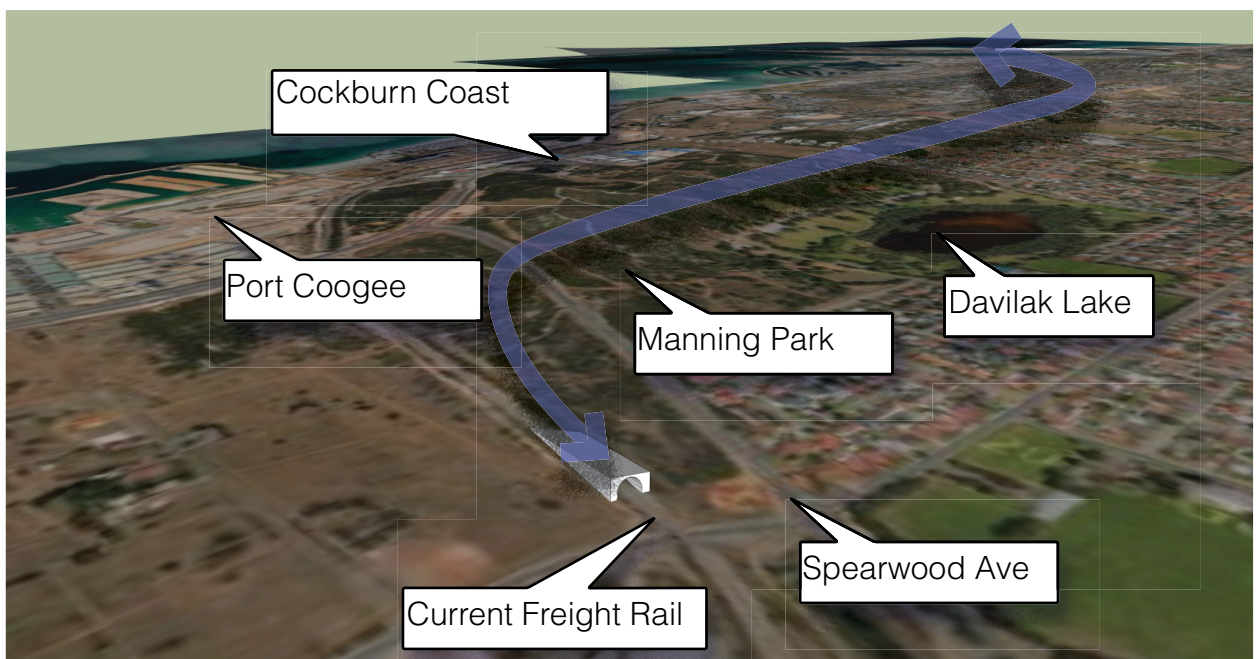 Cockburn Coast
Port Coogee
Davilak Lake
Manning Park
Spearwood Ave
Current Freight Rail